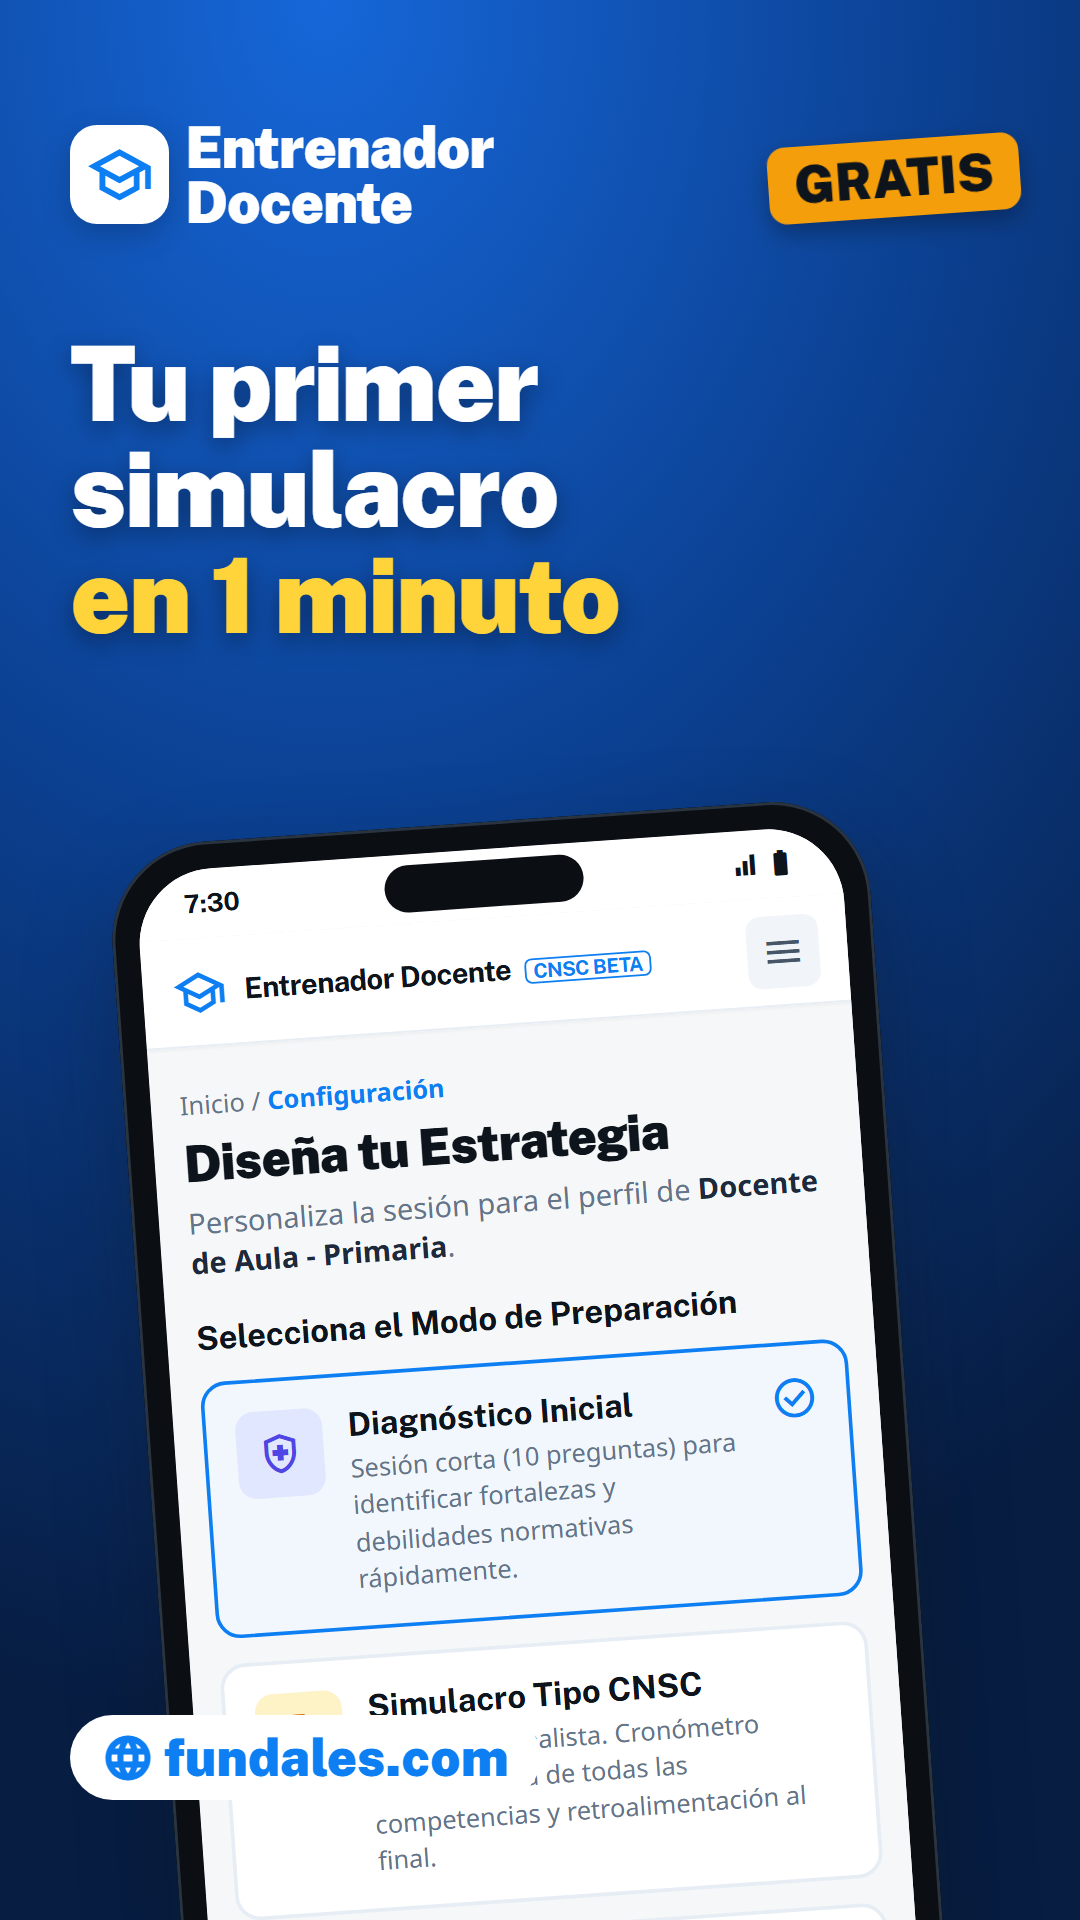 Entrenador
Docente
GRATIS
Tu primer
simulacro
en 1 minuto
7:30
Entrenador Docente CNSC BETA
Inicio / Configuración
Diseña tu Estrategia
Personaliza la sesión para el perfil de Docente
de Aula - Primaria.
Selecciona el Modo de Preparación
Diagnóstico Inicial
Sesión corta (10 preguntas) para
identificar fortalezas y
debilidades normativas
rápidamente.
Simulacro Tipo CNSC
Cronómetro
de todas las
competencias y retroalimentación al
final.
fundales.com